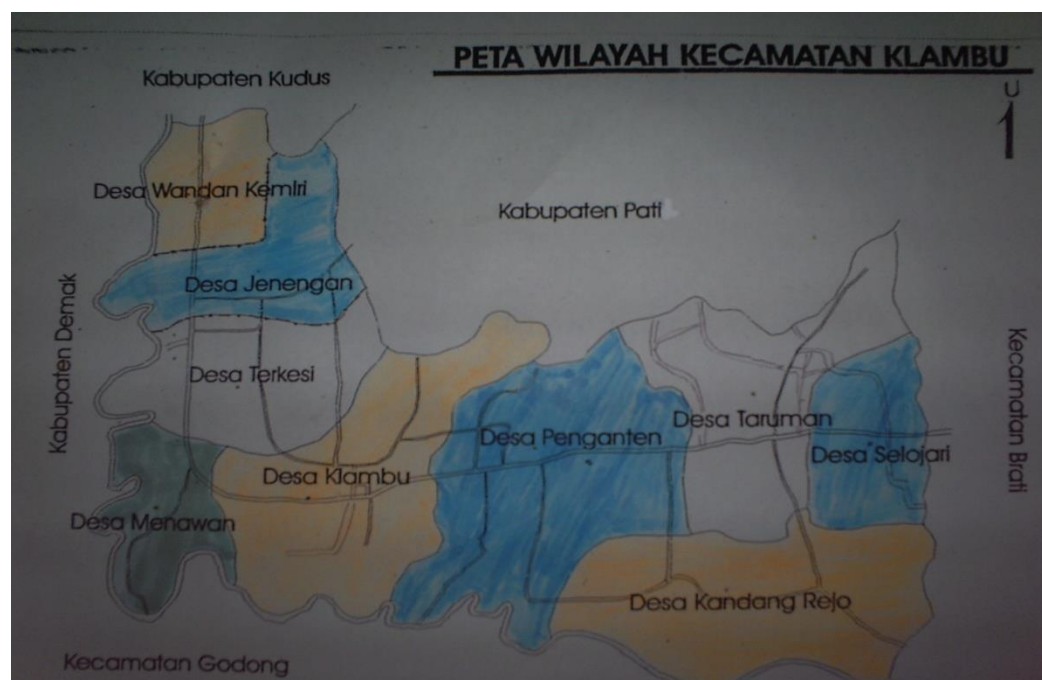 PETA WILAYAH KECAMATAN KLAMBU
Kabupaten Kudus
U
Desa Wandan Kemiri
Kabupaten Pati
Desa Jenengan
Kabupaten Demak
Kecamatan Brati
Desa Terkesi
Desa Taruman
Desa Penganten
Desa Selojari
Desa Klambu
Desa Menawan
Desa Kandang Rejo
Kecamatan Godong